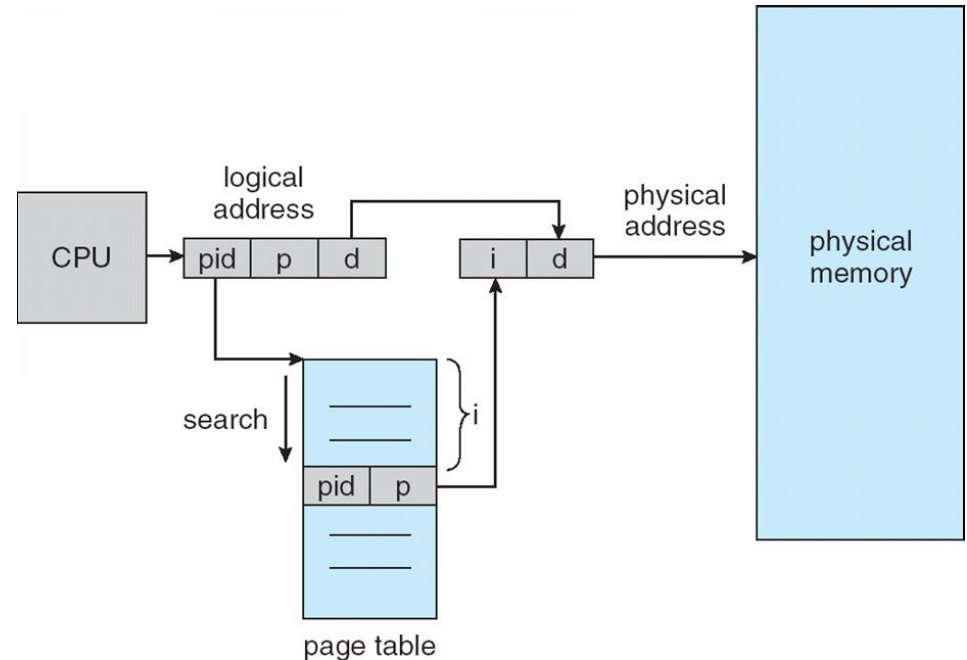 logical
address
physical
address
CPU
pid p d
i d
physical
memory
search
i
pid p
page table